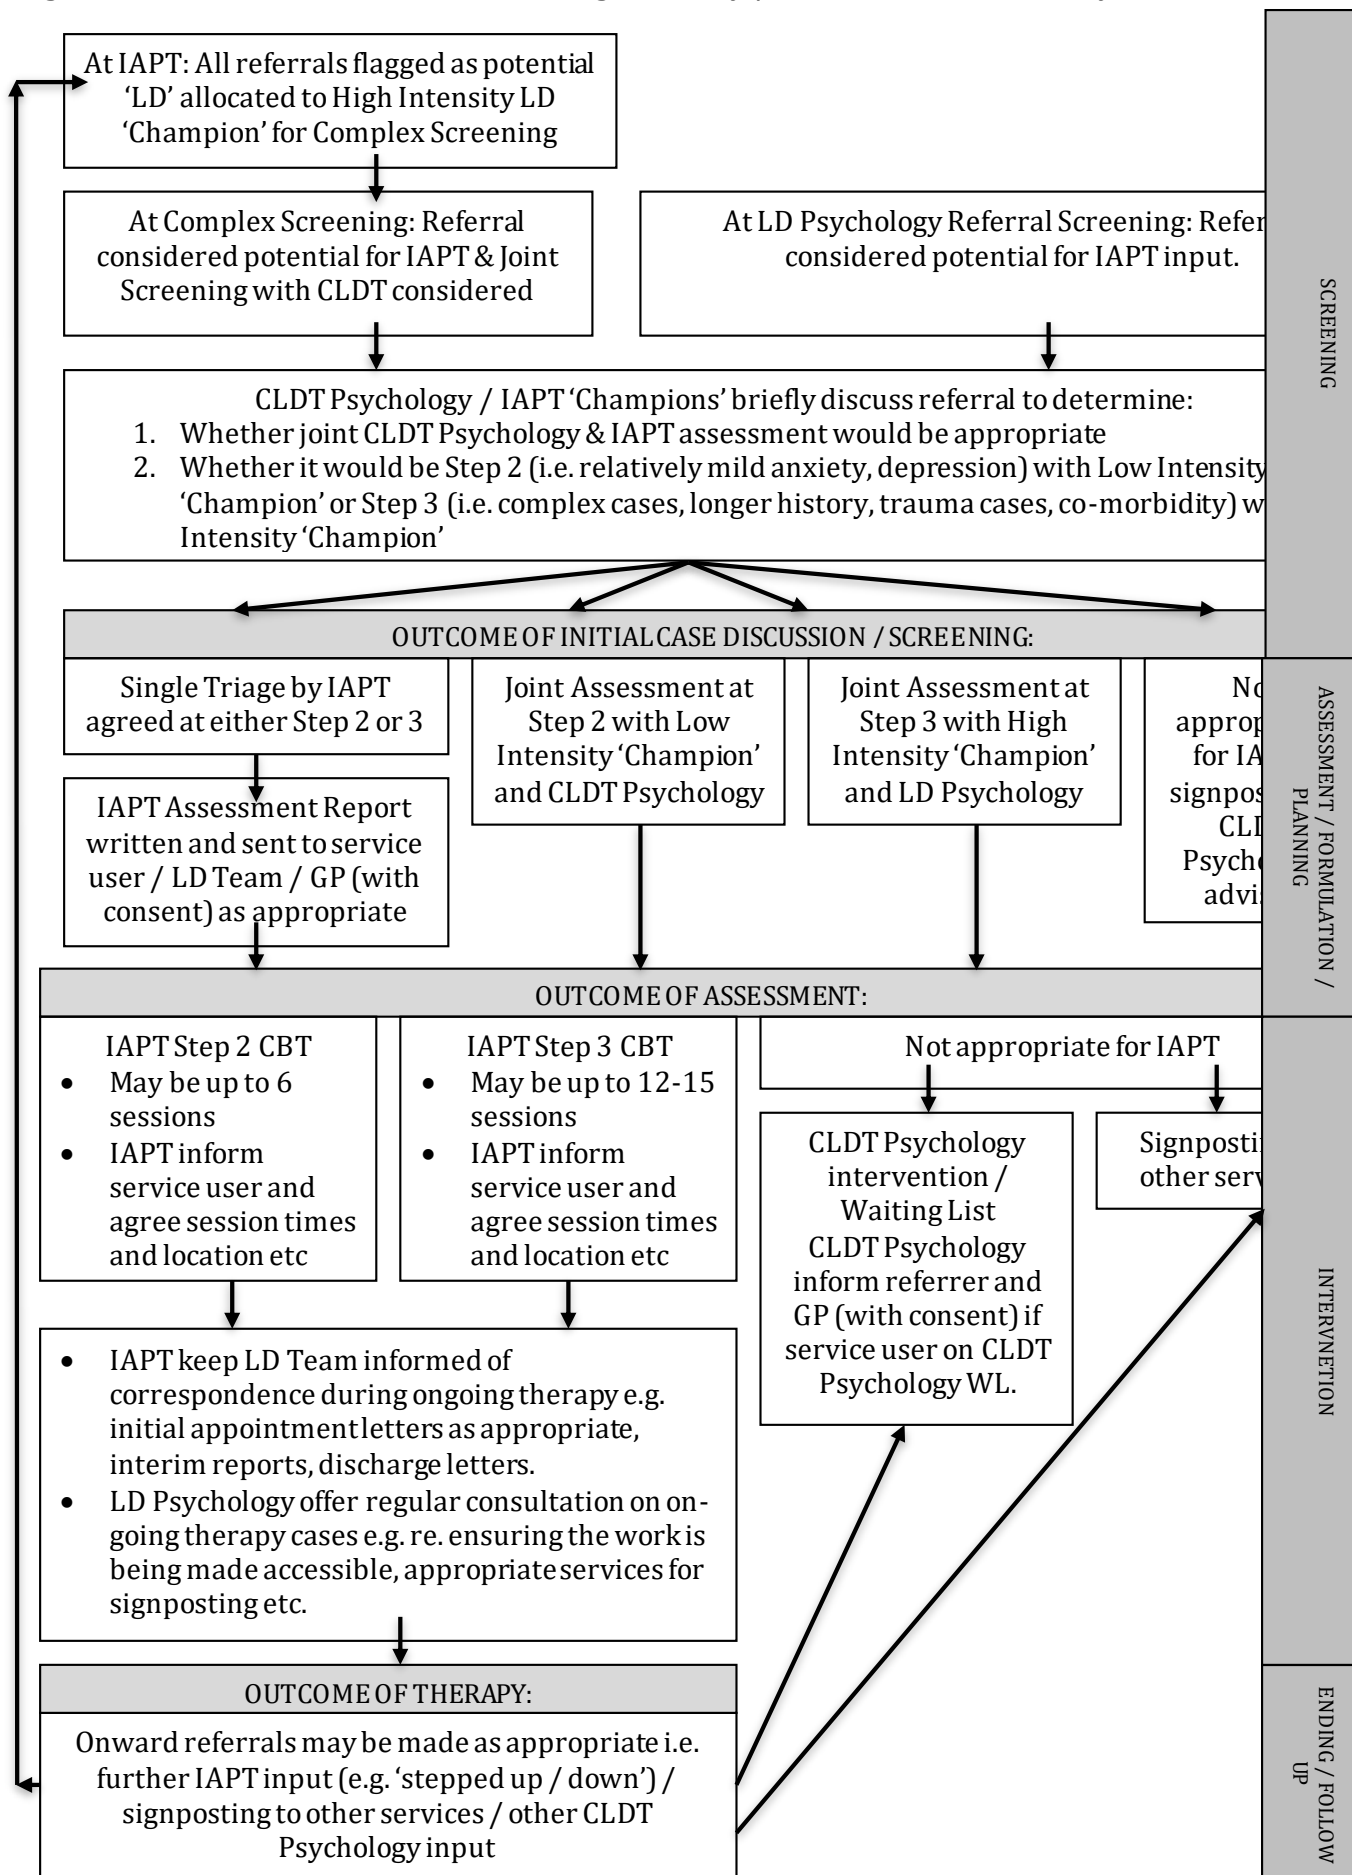 At IAPT: All referrals flagged as potential
‘LD’ allocated to High Intensity LD
‘Champion’ for Complex Screening
At Complex Screening: Referral
considered potential for IAPT & Joint
Screening with CLDT considered
At LD Psychology Referral Screening:
considered potential for IAPT input.
SCREENING
CLDT Psychology / IAPT ‘Champions’ briefly discuss referral to determine:
1. Whether joint CLDT Psychology & IAPT assessment would be appropriate
2. Whether it would be Step 2 (i.e. relatively mild anxiety, depression) with Low Intensity
‘Champion’ or Step 3 (i.e. complex cases, longer history, trauma cases, co-morbidity)
Intensity ‘Champion’
OUTCOME OF INITIAL CASE DISCUSSION / SCREENING:
Single Triage by IAPT
agreed at either Step 2 or 3
IAPT Assessment Report
written and sent to service
user / LD Team / GP (with
consent) as appropriate
Joint Assessment at
Step 2 with Low
Intensity ‘Champion’
and CLDT Psychology
Joint Assessment at
Step 3 with High
Intensity ‘Champion’
and LD Psychology
for
ASSESSMENT / FORMULATION /
PLANNING
OUTCOME OF ASSESSMENT:
IAPT Step 2 CBT
• May be up to 6
sessions
• IAPT inform
service user and
agree session times
and location etc
IAPT Step 3 CBT
• May be up to 12-15
sessions
• IAPT inform
service user and
agree session times
and location etc
Not appropriate for IAPT
CLDT Psychology
intervention /
Waiting List
CLDT Psychology
inform referrer and
GP (with consent) if
service user on CLDT
Psychology WL.
other
INTERVNETION
• IAPT keep LD Team informed of
correspondence during ongoing therapy e.g.
initial appointment letters as appropriate,
interim reports, discharge letters.
• LD Psychology offer regular consultation on on-
going therapy cases e.g. re. ensuring the work is
being made accessible, appropriate services for
signposting etc.
OUTCOME OF THERAPY:
Onward referrals may be made as appropriate i.e.
further IAPT input (e.g. ‘stepped up / down’) /
signposting to other services / other CLDT
Psychology input
ENDING / FOLLOW
UP